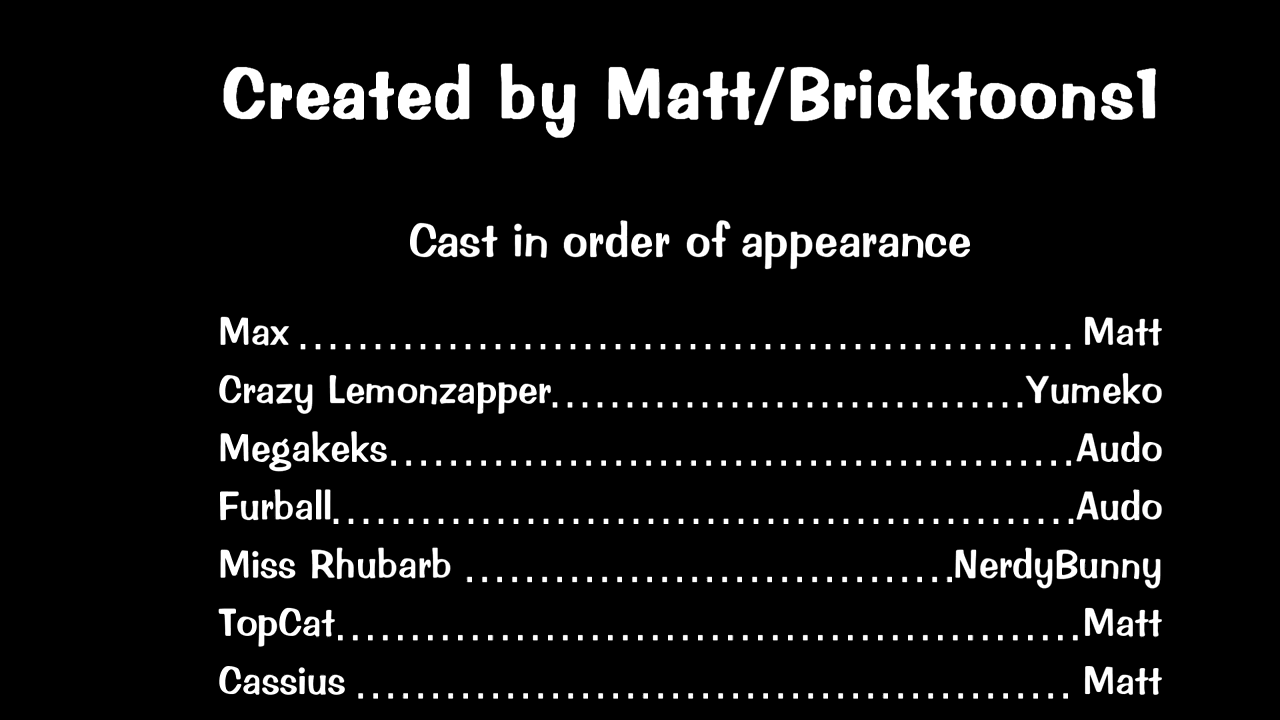 Created by Matt/Bricktoons1
Cast in order of appearance
Max ................................................... Matt
Crazy Lemonzapper................................Yumeko
Megakeks..............................................Audo
Furball..................................................Audo
Miss Rhubarb .................................NerdyBunny
TopCat..................................................Matt
Cassius ................................................ Matt